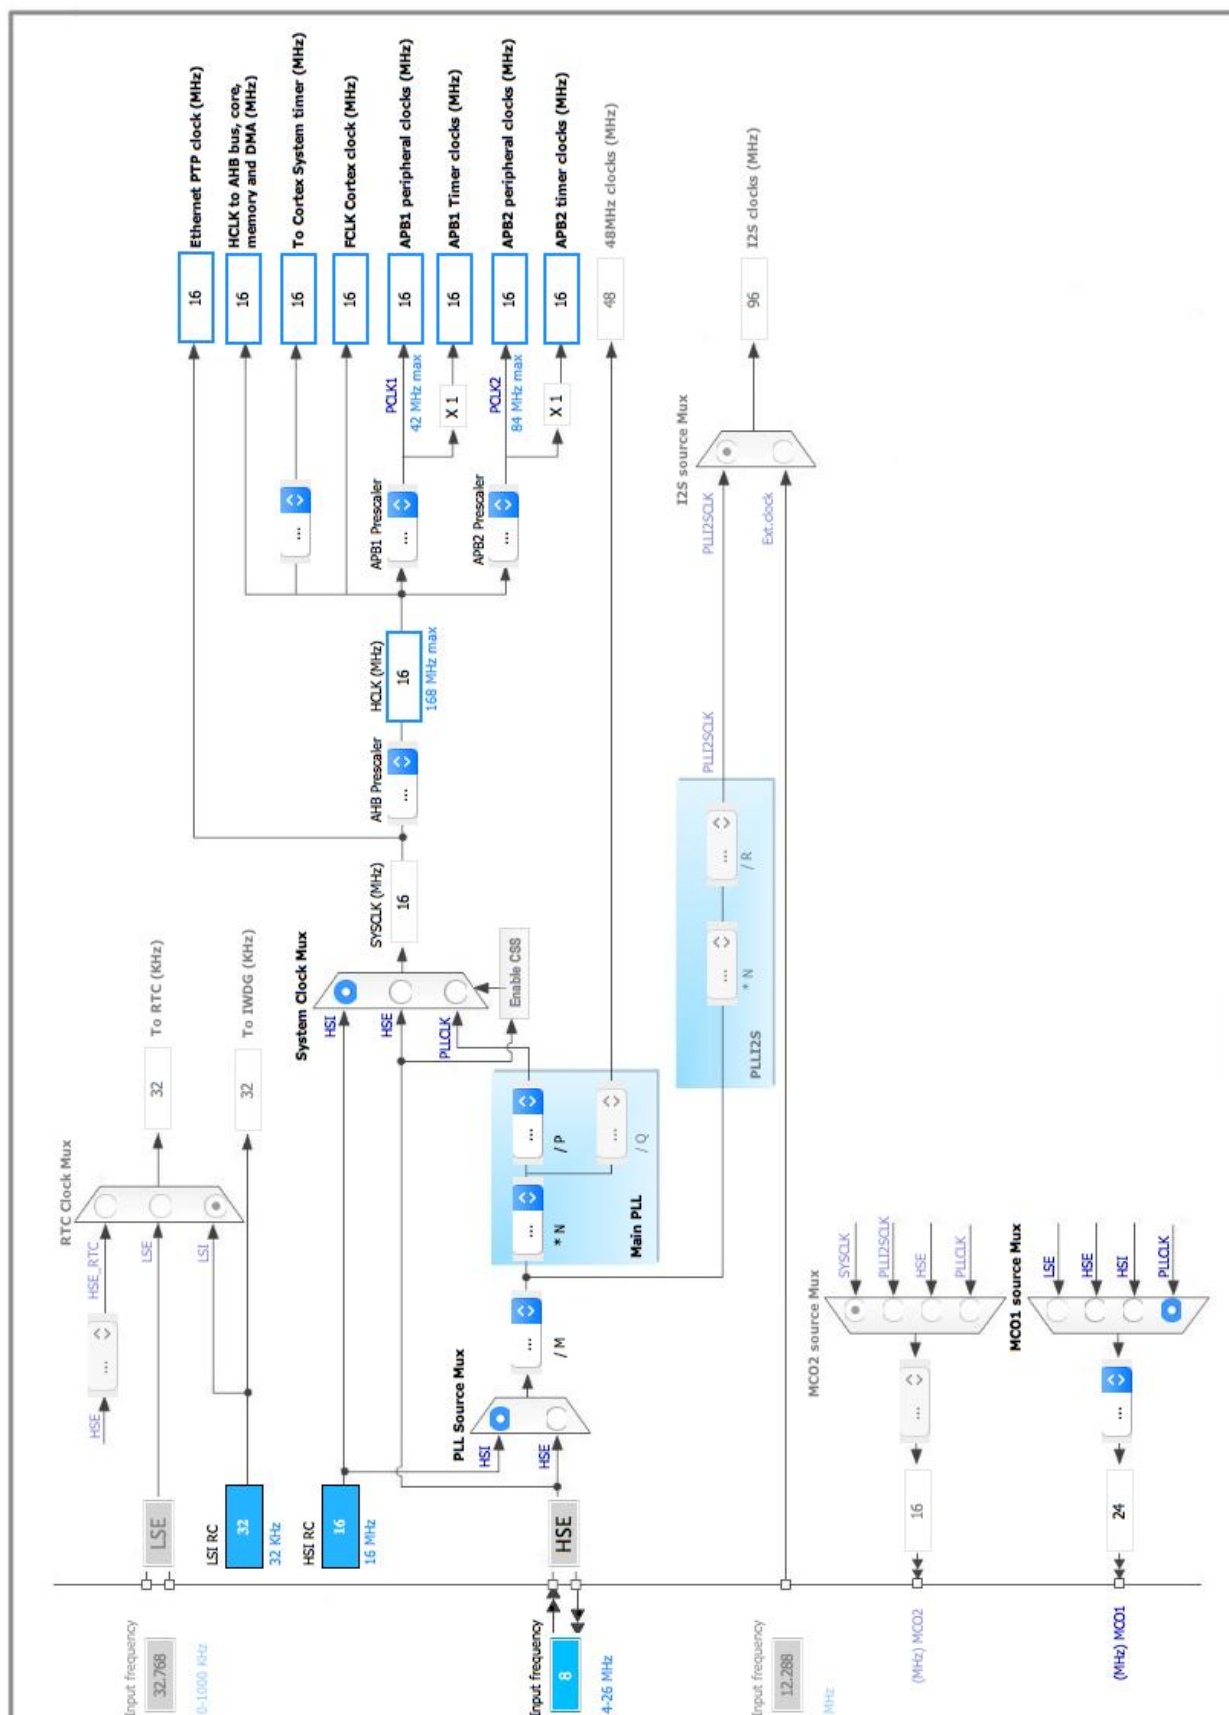 Input frequency
32.768
0-1000 KHz
LSE
HSE
...
HSE_RTC
LSE
LSI
RTC Clock Mux
32
To RTC (KHz)
LSI RC
32
32 KHz
32
To IWDG (KHz)
HSI RC
16
16 MHz
Input frequency
8
4-26 MHz
HSE
PLL Source Mux
HSI
HSE
...
/ M
Main PLL
...
* N
...
/ P
...
/ Q
System Clock Mux
HSI
HSE
PLLCLK
Enable CSS
SYSCLK (MHz)
16
AHB Prescaler
...
HCLK (MHz)
16
168 MHz max
...
APB1 Prescaler
...
PCLK1
42 MHz max
X 1
APB2 Prescaler
...
PCLK2
84 MHz max
X 1
16
Ethernet PTP clock (MHz)
16
HCLK to AHB bus, core,
memory and DMA (MHz)
16
To Cortex System timer (MHz)
16
FCLK Cortex clock (MHz)
16
APB1 peripheral clocks (MHz)
16
APB1 Timer clocks (MHz)
16
APB2 peripheral clocks (MHz)
16
APB2 timer clocks (MHz)
48
48MHz clocks (MHz)
PLLI2S
...
* N
...
/ R
PLLI2SCLK
I2S source Mux
PLLI2SCLK
Ext.clock
96
I2S clocks (MHz)
Input frequency
12.288
MHz
MCO2 source Mux
SYSCLK
PLLI2SCLK
HSE
PLLCLK
...
16
(MHz) MCO2
MCO1 source Mux
LSE
HSE
HSI
PLLCLK
...
24
(MHz) MCO1